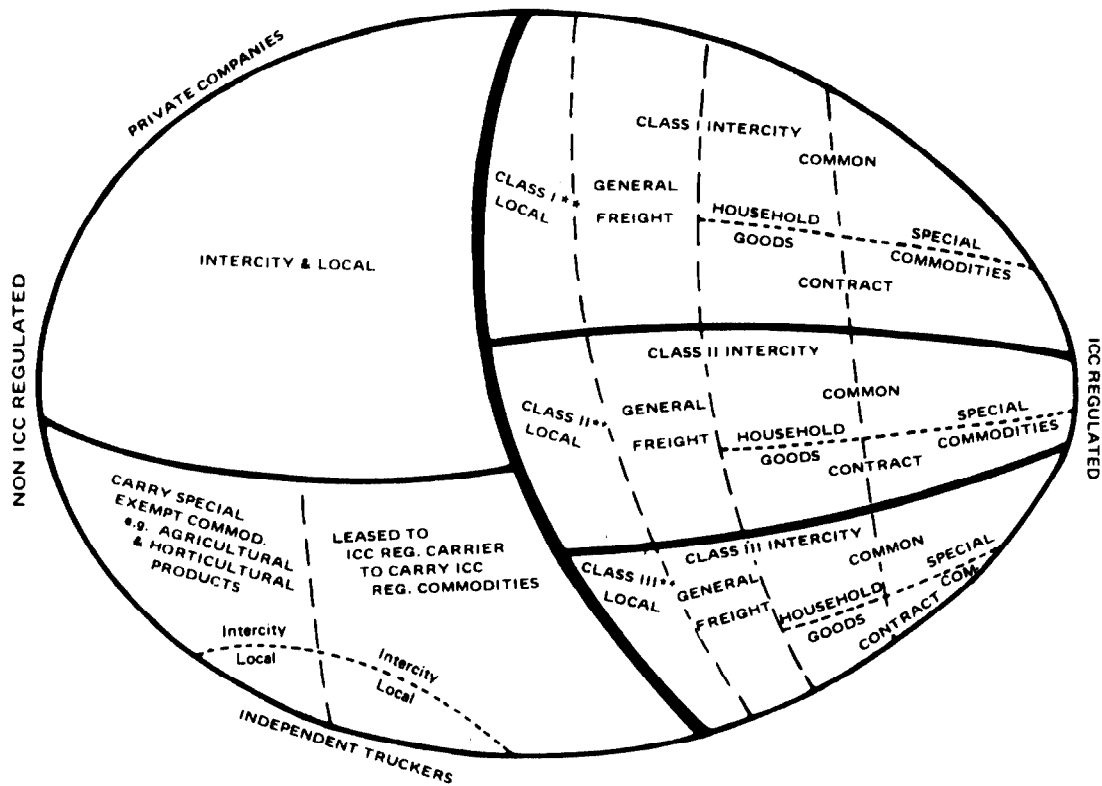 PRIVATE COMPANIES
NON ICC REGULATED
INTERCITY & LOCAL
CARRY SPECIAL
EXEMPT COMMOD.
e.g. AGRICULTURAL
& HORTICULTURAL
PRODUCTS
LEASED TO
ICC REG. CARRIER
TO CARRY ICC
REG. COMMODITIES
Intercity
Local
Intercity
Local
INDEPENDENT TRUCKERS
ICC REGULATED
CLASS I INTERCITY
COMMON
CLASS I**
LOCAL
GENERAL
FREIGHT
HOUSEHOLD
GOODS
SPECIAL
COMMODITIES
CONTRACT
CLASS II INTERCITY
COMMON
CLASS II**
LOCAL
GENERAL
FREIGHT
HOUSEHOLD
GOODS
SPECIAL
COMMODITIES
CONTRACT
CLASS III INTERCITY
COMMON
CLASS III**
LOCAL
GENERAL
FREIGHT
HOUSEHOLD
GOODS
SPECIAL
COM
CONTRACT